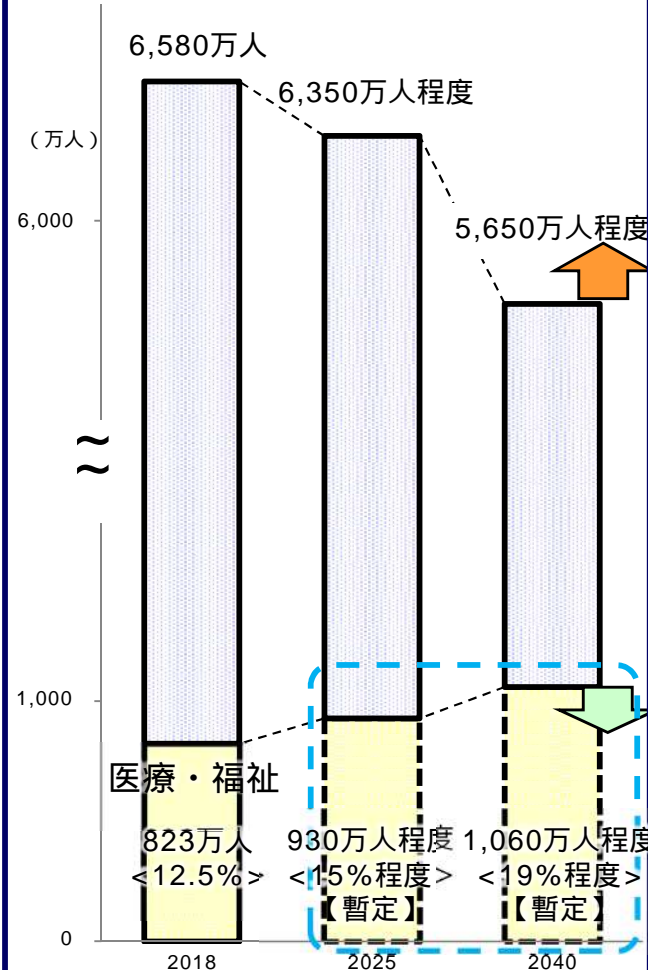 6,580万人
6,350万人程度
（万人）
6,000
5,650万人程度
≈
1,000
医療・福祉
823万人
<12.5%>
930万人程度
<15%程度>
【暫定】
1,060万人程度
<19%程度>
【暫定】
0
2018
2025
2040